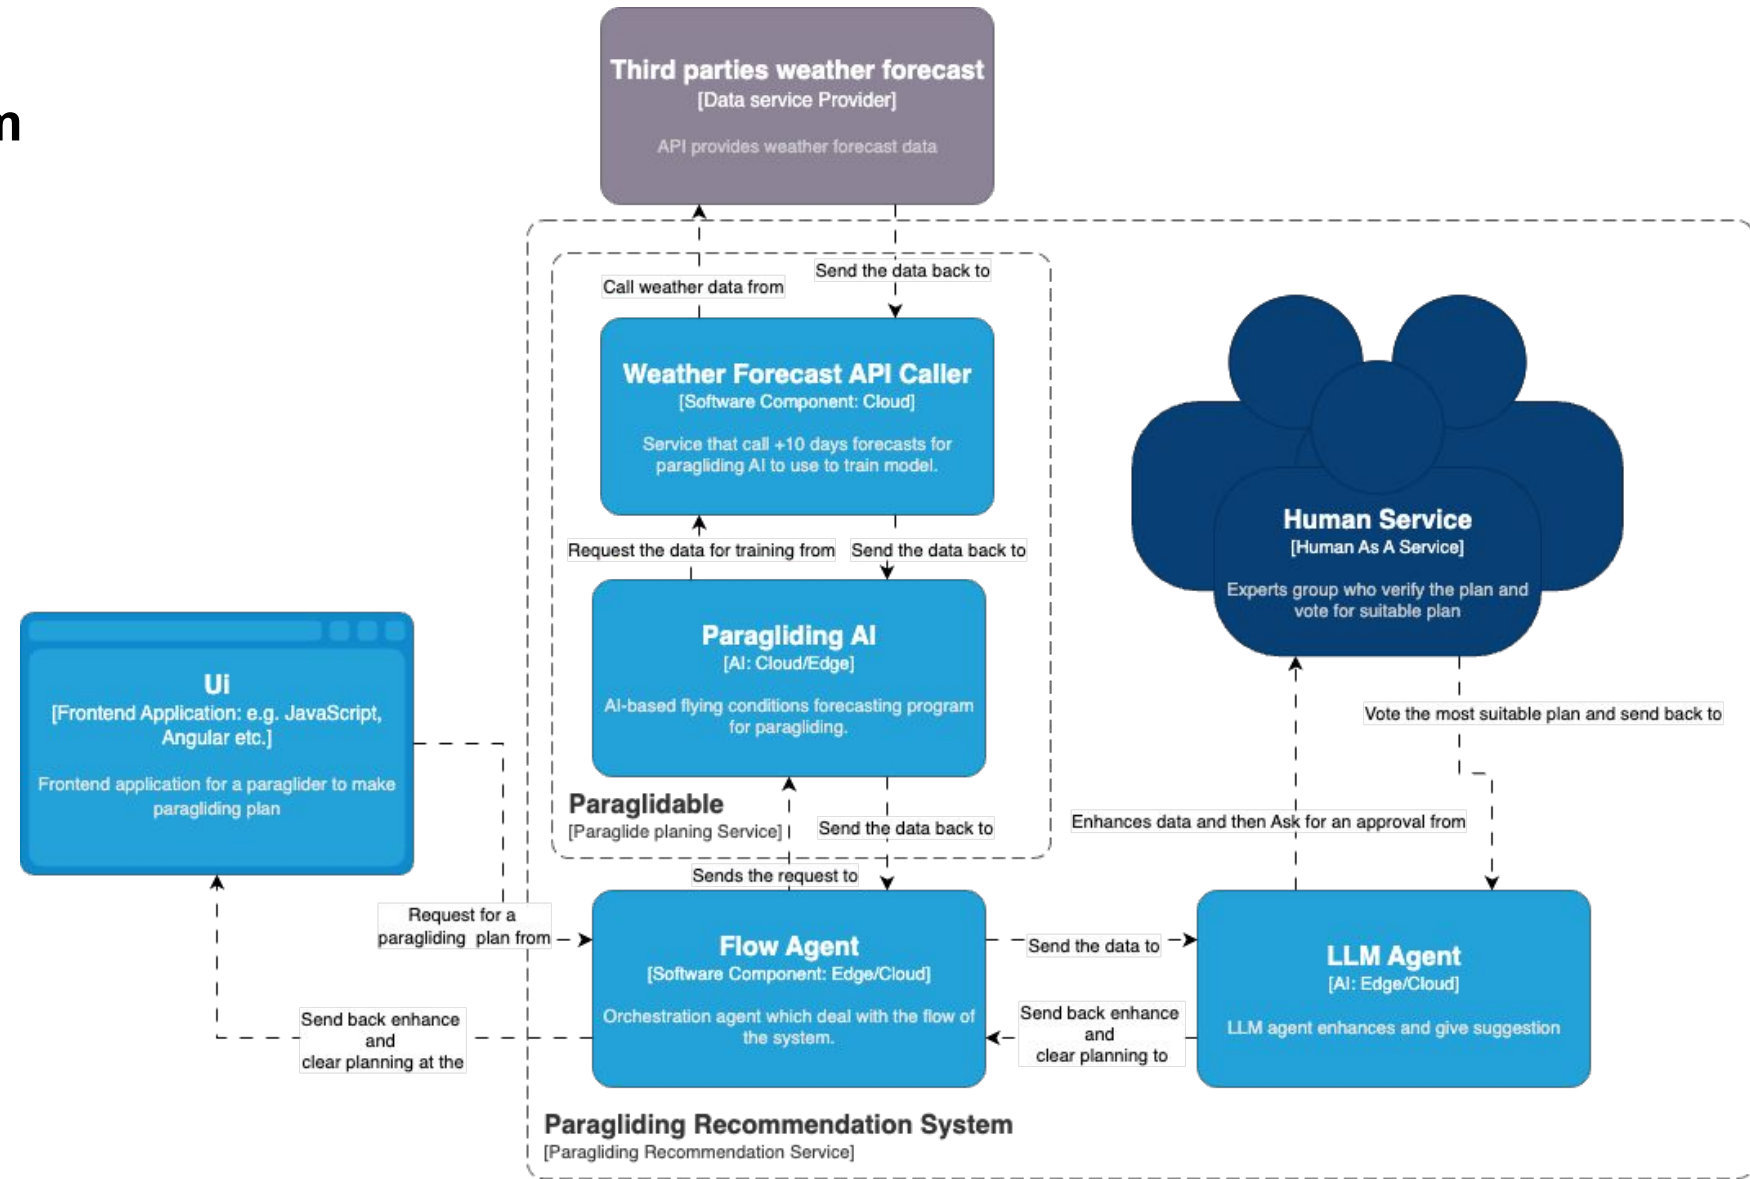 m
Third parties weather forecast
[Data service Provider]
API provides weather forecast data
Call weather data from
Send the data back to
Weather Forecast API Caller
[Software Component: Cloud]
Service that call +10 days forecasts for
paragliding AI to use to train model.
Request the data for training from
Send the data back to
Paragliding AI
[AI: Cloud/Edge]
AI-based flying conditions forecasting program
for paragliding.
Paraglidable
[Paraglide planing Service]
Send the data back to
Sends the request to
Human Service
[Human As A Service]
Experts group who verify the plan and
vote for suitable plan
Vote the most suitable plan and send back to
Enhances data and then Ask for an approval from
Ui
[Frontend Application: e.g. JavaScript,
Angular etc.]
Frontend application for a paraglider to make
paragliding plan
Request for a
paragliding plan from
Send back enhance
and
clear planning at the
Flow Agent
[Software Component: Edge/Cloud]
Orchestration agent which deal with the flow of
the system.
Send the data to
Send back enhance
and
clear planning to
LLM Agent
[AI: Edge/Cloud]
LLM agent enhances and give suggestion
Paragliding Recommendation System
[Paragliding Recommendation Service]